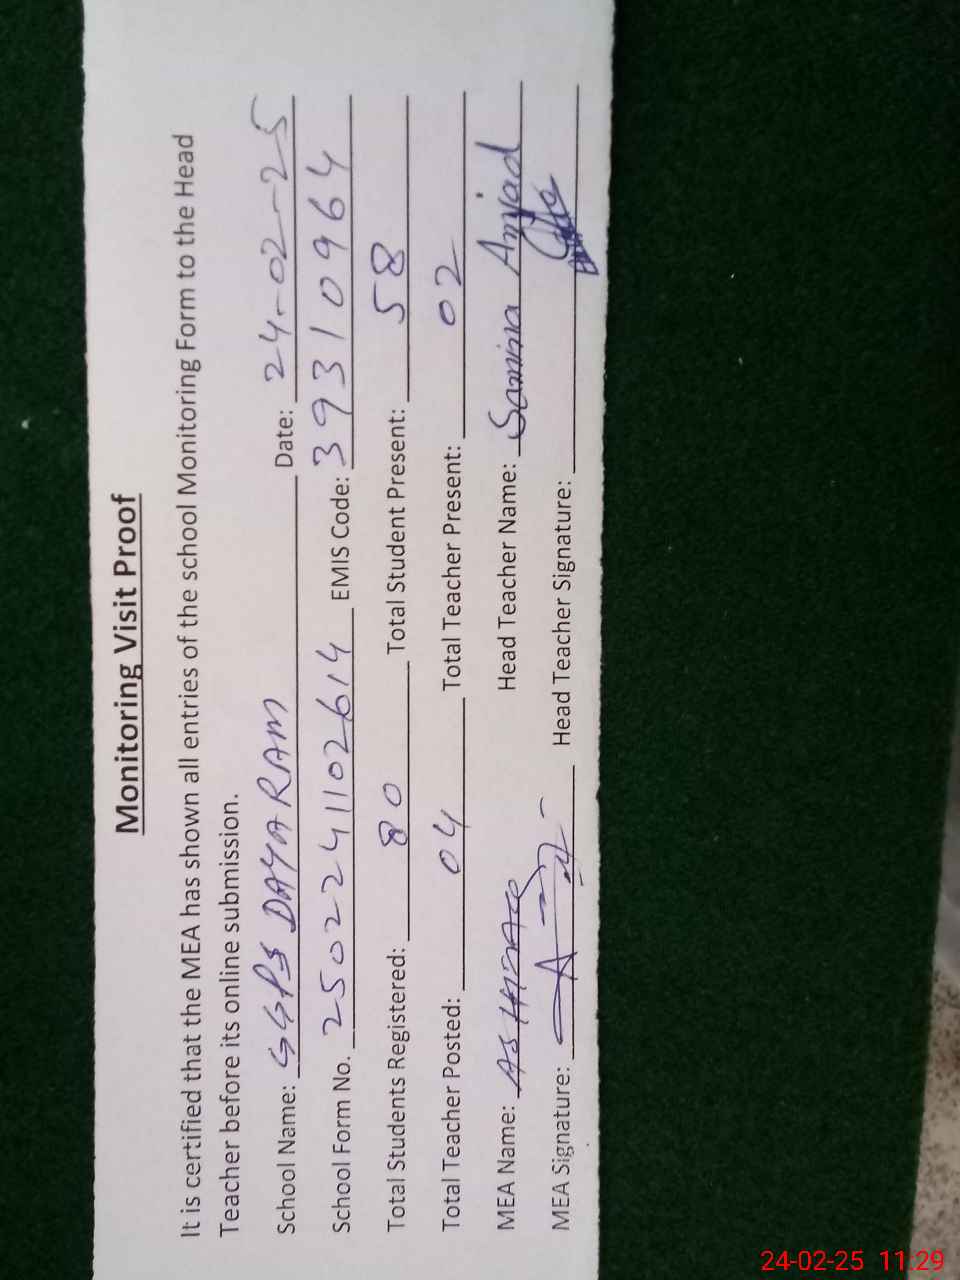 Monitoring Visit Proof
It is certified that the MEA has shown all entries of the school Monitoring Form to the Head
Teacher before its online submission.
School Name: GGPS DAYARAM Date: 24-02-25
School Form No. 25022411102614 EMIS Code: 39310964
Total Students Registered: 80 Total Student Present: 58
Total Teacher Posted: 04 Total Teacher Present: 02
MEA Name: Head Teacher Name: Samina Amjad
MEA Signature: Head Teacher Signature:
24-02-25 11:29